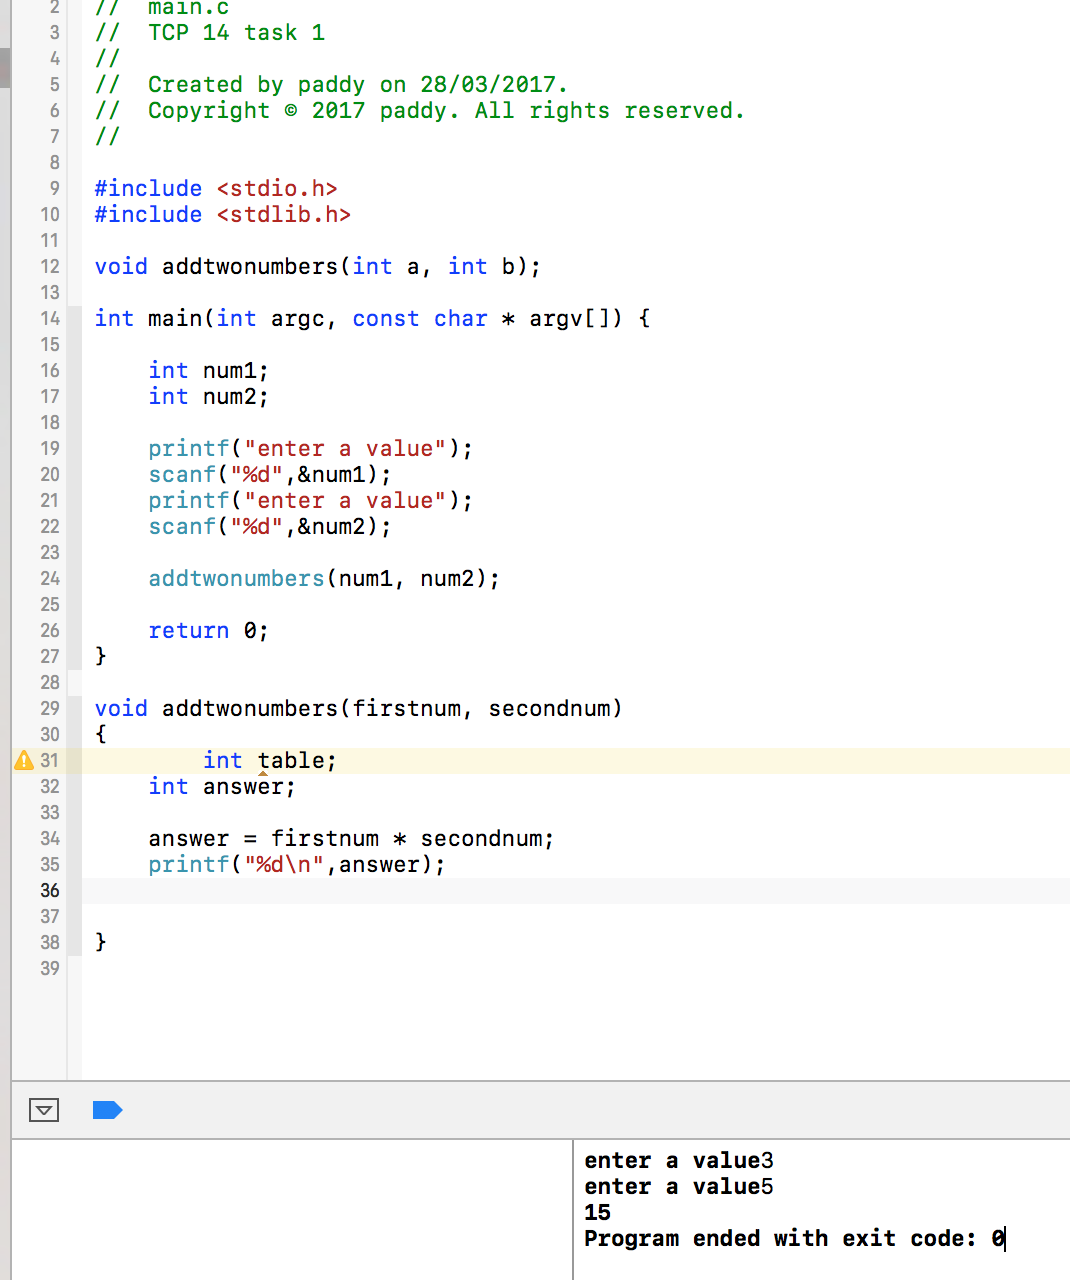 2 // main.c
3 // TCP 14 task 1
4 //
5 // Created by paddy on 28/03/2017.
6 // Copyright © 2017 paddy. All rights reserved.
7 //
8
9 #include <stdio.h>
10 #include <stdlib.h>
11
12 void addtwonumbers(int a, int b);
13
14 int main(int argc, const char * argv[]) {
15
16     int num1;
17     int num2;
18
19     printf("enter a value");
20     scanf("%d",&num1);
21     printf("enter a value");
22     scanf("%d",&num2);
23
24     addtwonumbers(num1, num2);
25
26     return 0;
27 }
28
29 void addtwonumbers(firstnum, secondnum)
30 {
31         int table;
32     int answer;
33
34     answer = firstnum * secondnum;
35     printf("%d\n",answer);
36
37
38 }
39
enter a value3
enter a value5
15
Program ended with exit code: 0